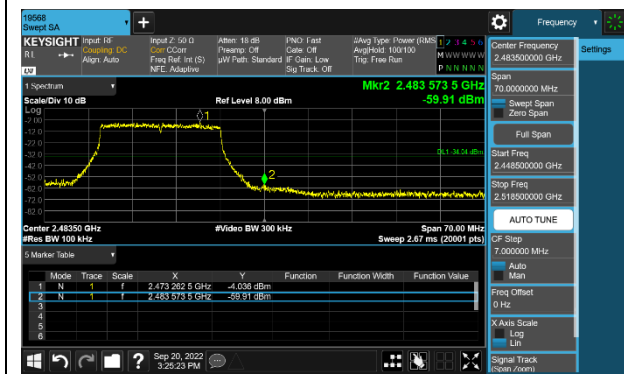 19568
Swept SA
Frequency
KEYSIGHT
Input: RF
Coupling: DC
Align: Auto
Input Z: 50 Ω
Corr CCorr
Freq Ref: Int (S)
NFE: Adaptive
Atten: 18 dB
Preamp: Off
µW Path: Standard
PNO: Fast
Gate: Off
IF Gain: Low
Sig Track: Off
#Avg Type: Power (RMS)
Avg|Hold: 100/100
Trig: Free Run
1 2 3 4 5 6
M W W W W W
P N N N N N
1 Spectrum
Scale/Div 10 dB
Log
Ref Level 8.00 dBm
Mkr2 2.483 573 5 GHz
-59.91 dBm
-2.00
-12.0
-22.0
-32.0
-42.0
-52.0
-62.0
-72.0
-82.0
1
2
Center 2.48350 GHz
#Res BW 100 kHz
#Video BW 300 kHz
Span 70.00 MHz
Sweep 2.67 ms (20001 pts)
5 Marker Table
Mode Trace Scale X Y Function Function Width Function Value
1 N 1 f 2.473 262 5 GHz -4.036 dBm
2 N 1 f 2.483 573 5 GHz -59.91 dBm
3
4
5
6
Sep 20, 2022
3:25:23 PM
Center Frequency
2.483500000 GHz
Settings
Span
70.0000000 MHz
Swept Span
Zero Span
Full Span
Start Freq
2.448500000 GHz
Stop Freq
2.518500000 GHz
AUTO TUNE
CF Step
7.000000 MHz
Auto
Man
Freq Offset
0 Hz
X Axis Scale
Log
Lin
Signal Track
(Span Zoom)